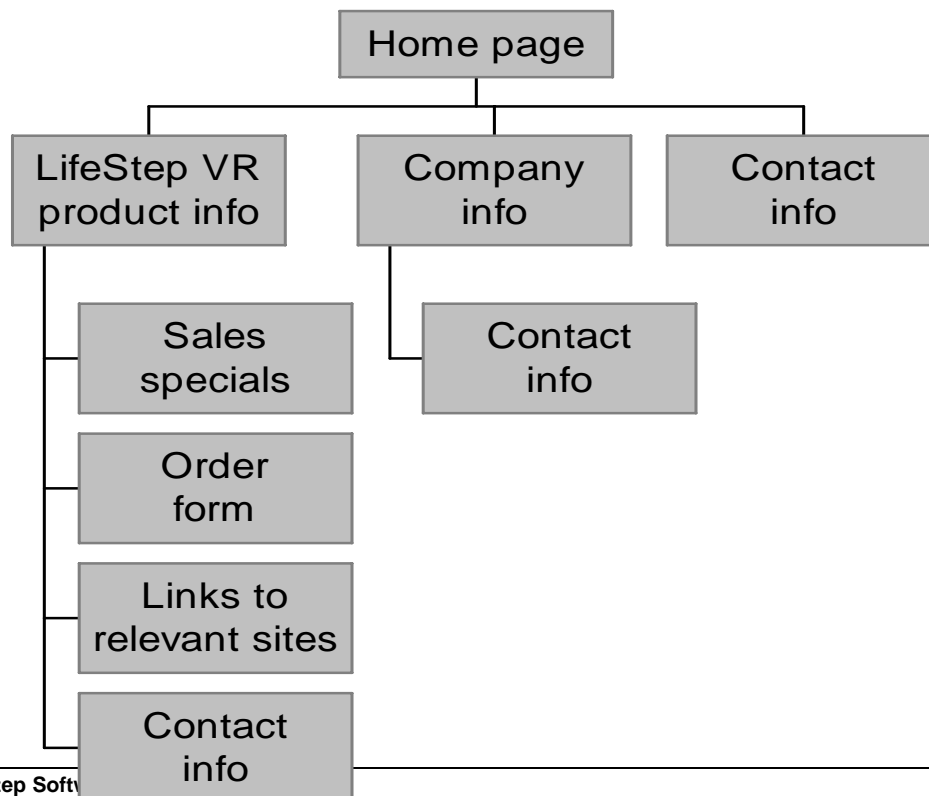 Home page
LifeStep VR
product info
Company
info
Contact
info
Sales
specials
Contact
info
Order
form
Links to
relevant sites
Contact
info